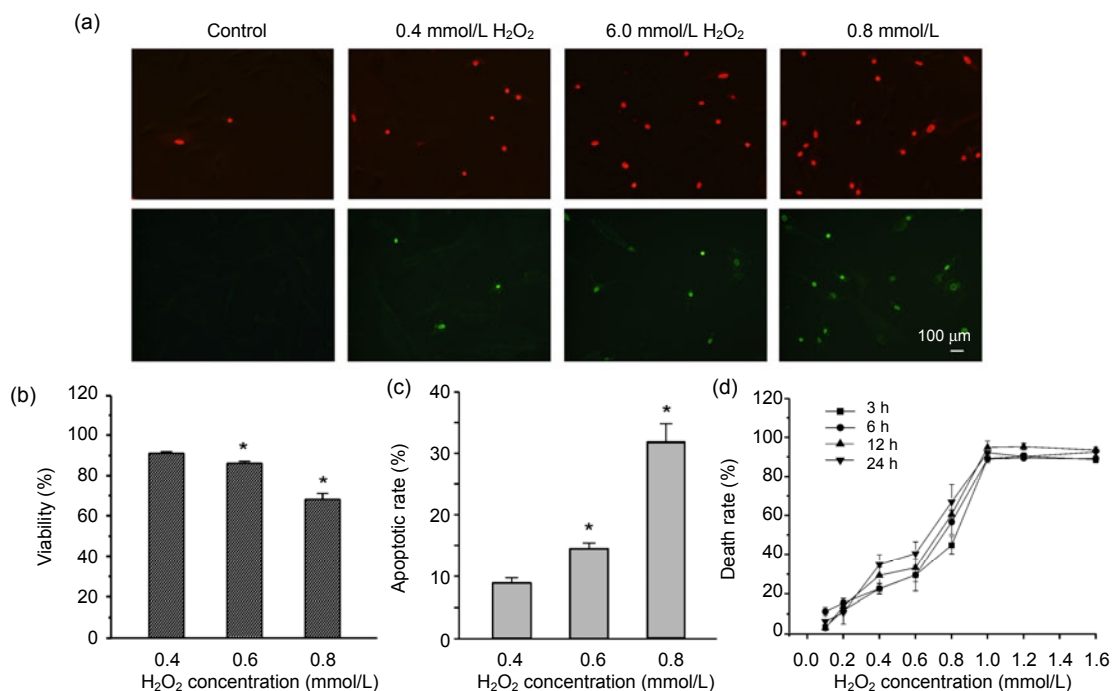 (a)
Control 0.4 mmol/L H₂O₂ 6.0 mmol/L H₂O₂ 0.8 mmol/L
100 μm
(b)
120
100
80
60
40
20
0
Viability (%)
* *
0.4 0.6 0.8
H₂O₂ concentration (mmol/L)
(c)
40
30
20
10
0
Apoptotic rate (%)
* *
0.4 0.6 0.8
H₂O₂ concentration (mmol/L)
(d)
120
100
80
60
40
20
0
Death rate (%)
3 h
6 h
12 h
24 h
0.0 0.2 0.4 0.6 0.8 1.0 1.2 1.4 1.6
H₂O₂ concentration (mmol/L)